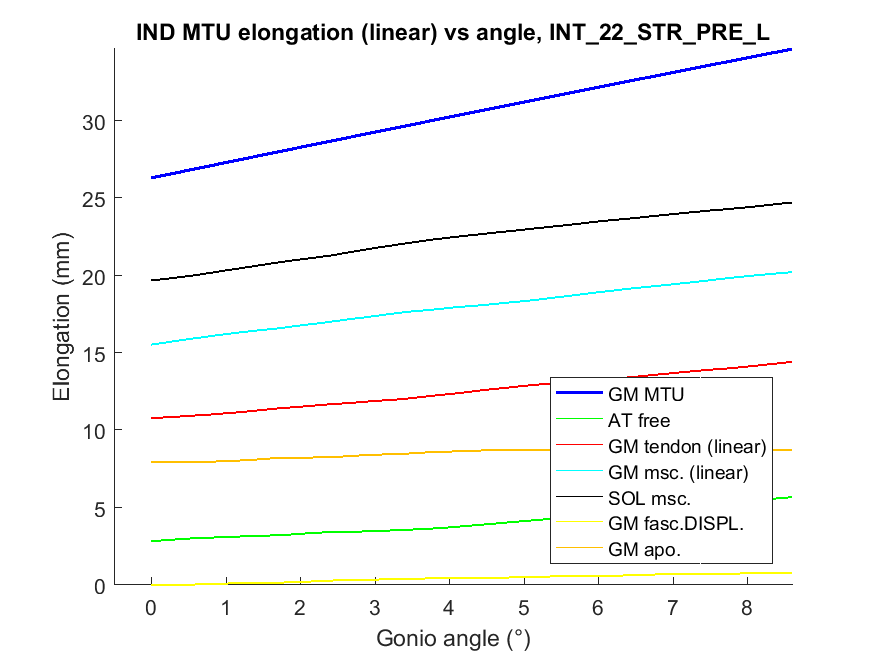 IND MTU elongation (linear) vs angle, INT_22_STR_PRE_L
Elongation (mm)
30
25
20
15
10
5
0
GM MTU
AT free
GM tendon (linear)
GM msc. (linear)
SOL msc.
GM fasc.DISPL.
GM apo.
0 1 2 3 4 5 6 7 8
Gonio angle (°)